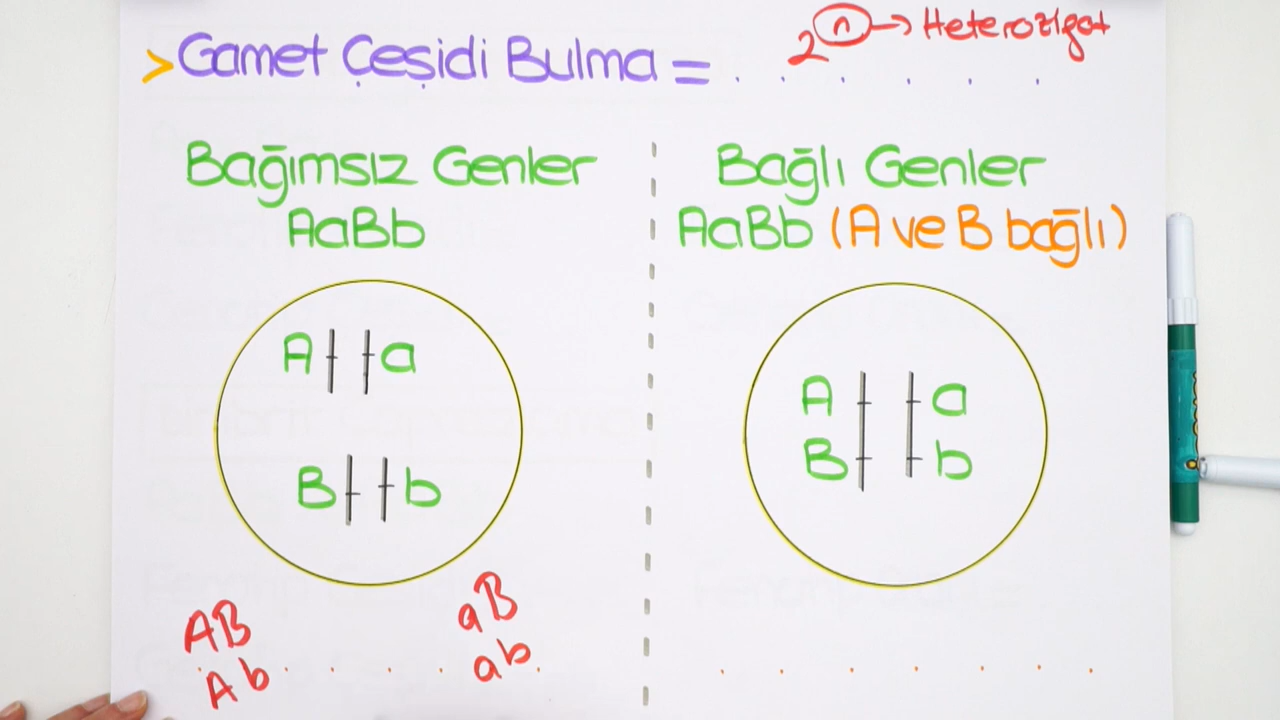 > Gamet Çeşidi Bulma = 2ⁿ → Heterozigot
Bağımsız Genler
AaBb
A a
B b
AB aB
Ab ab
Bağlı Genler
AaBb (A ve B bağlı)
A a
B b